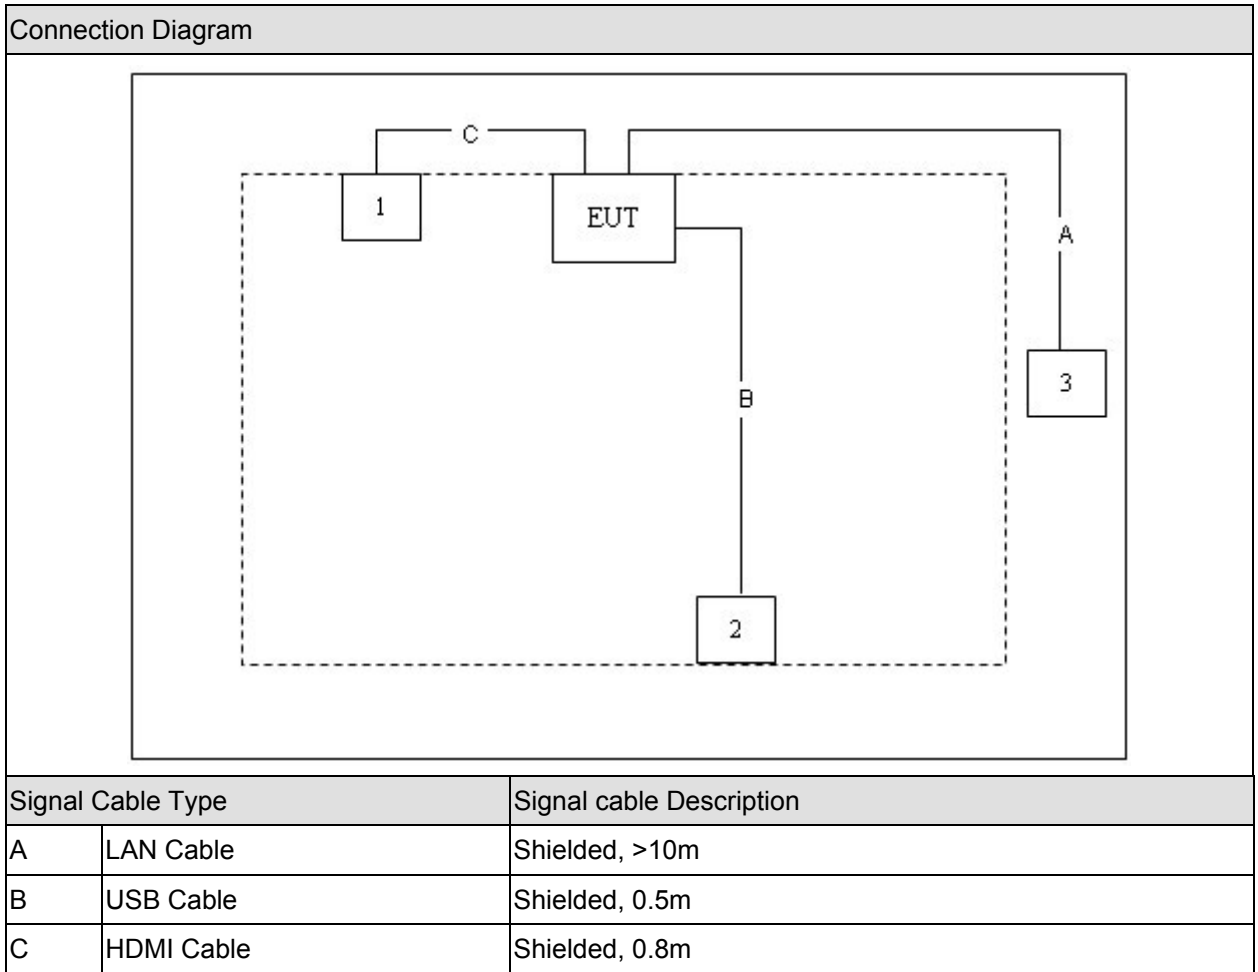 Connection Diagram
C
1
EUT
A
3
B
2
Signal Cable Type Signal cable Description
A LAN Cable Shielded, >10m
B USB Cable Shielded, 0.5m
C HDMI Cable Shielded, 0.8m